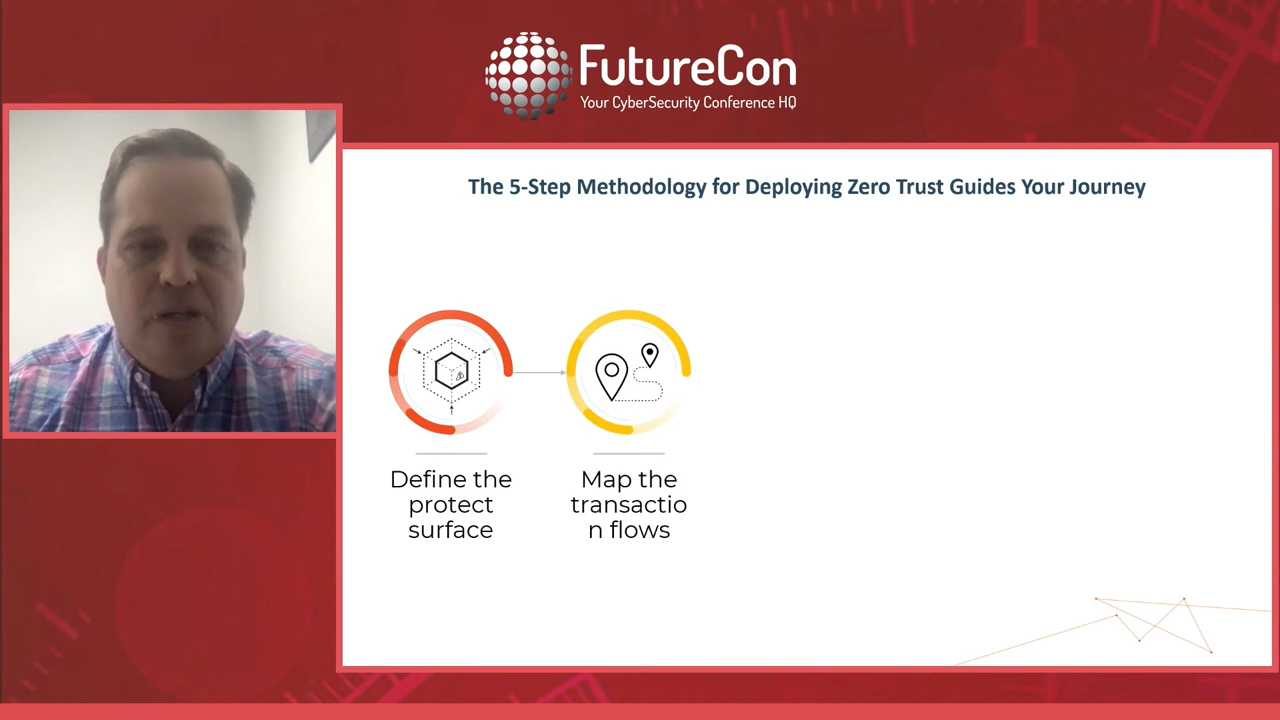 FutureCon
Your CyberSecurity Conference HQ
The 5-Step Methodology for Deploying Zero Trust Guides Your Journey
Define the
protect
surface
Map the
transactio
n flows